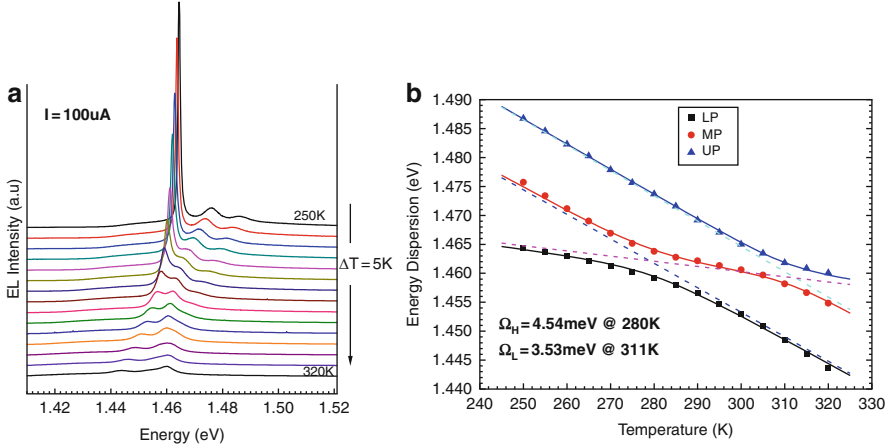 a
I = 100uA
250K
ΔT = 5K
320K
EL Intensity (a.u)
1.42 1.44 1.46 1.48 1.50 1.52
Energy (eV)
b
LP
MP
UP
1.490
1.485
1.480
1.475
1.470
1.465
1.460
1.455
1.450
1.445
1.440
Energy Dispersion (eV)
Ω_H=4.54meV @ 280K
Ω_L=3.53meV @ 311K
240 250 260 270 280 290 300 310 320 330
Temperature (K)